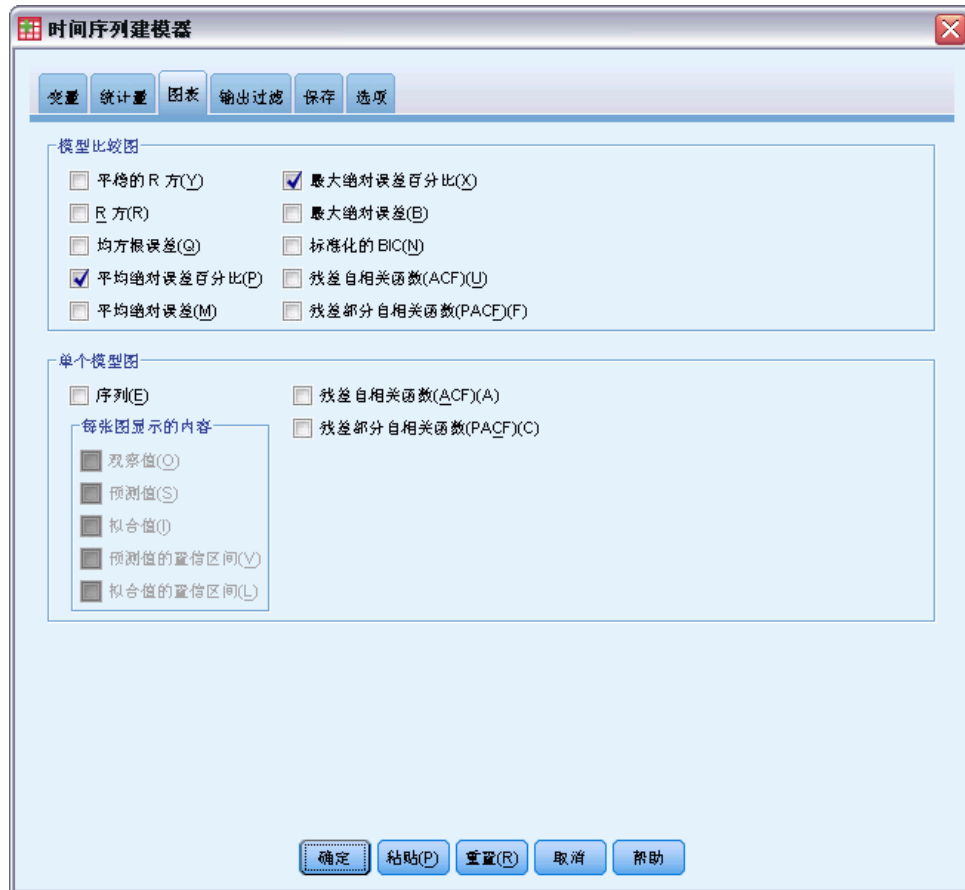 时间序列建模器
变量 统计量 图表 输出过滤 保存 选项
模型比较图
平稳的 R 方(Y) 最大绝对误差百分比(X)
R 方(R) 最大绝对误差(B)
均方根误差(Q) 标准化的 BIC(N)
平均绝对误差百分比(P) 残差自相关函数(ACF)(U)
平均绝对误差(M) 残差部分自相关函数(PACF)(F)
单个模型图
序列(E) 残差自相关函数(ACF)(A)
每张图显示的内容 残差部分自相关函数(PACF)(C)
观察值(O)
预测值(S)
拟合值(I)
预测值的置信区间(V)
拟合值的置信区间(L)
确定 粘贴(P) 重置(R) 取消 帮助